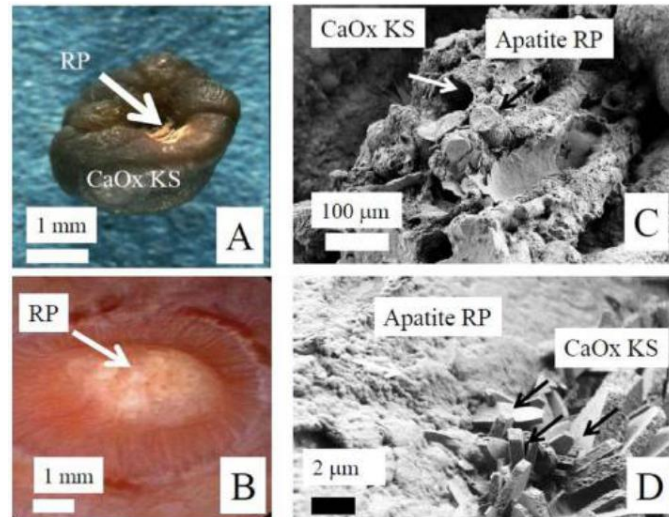 RP
CaOx KS
1 mm
A
CaOx KS
Apatite RP
100 μm
C
RP
1 mm
B
Apatite RP
CaOx KS
2 μm
D